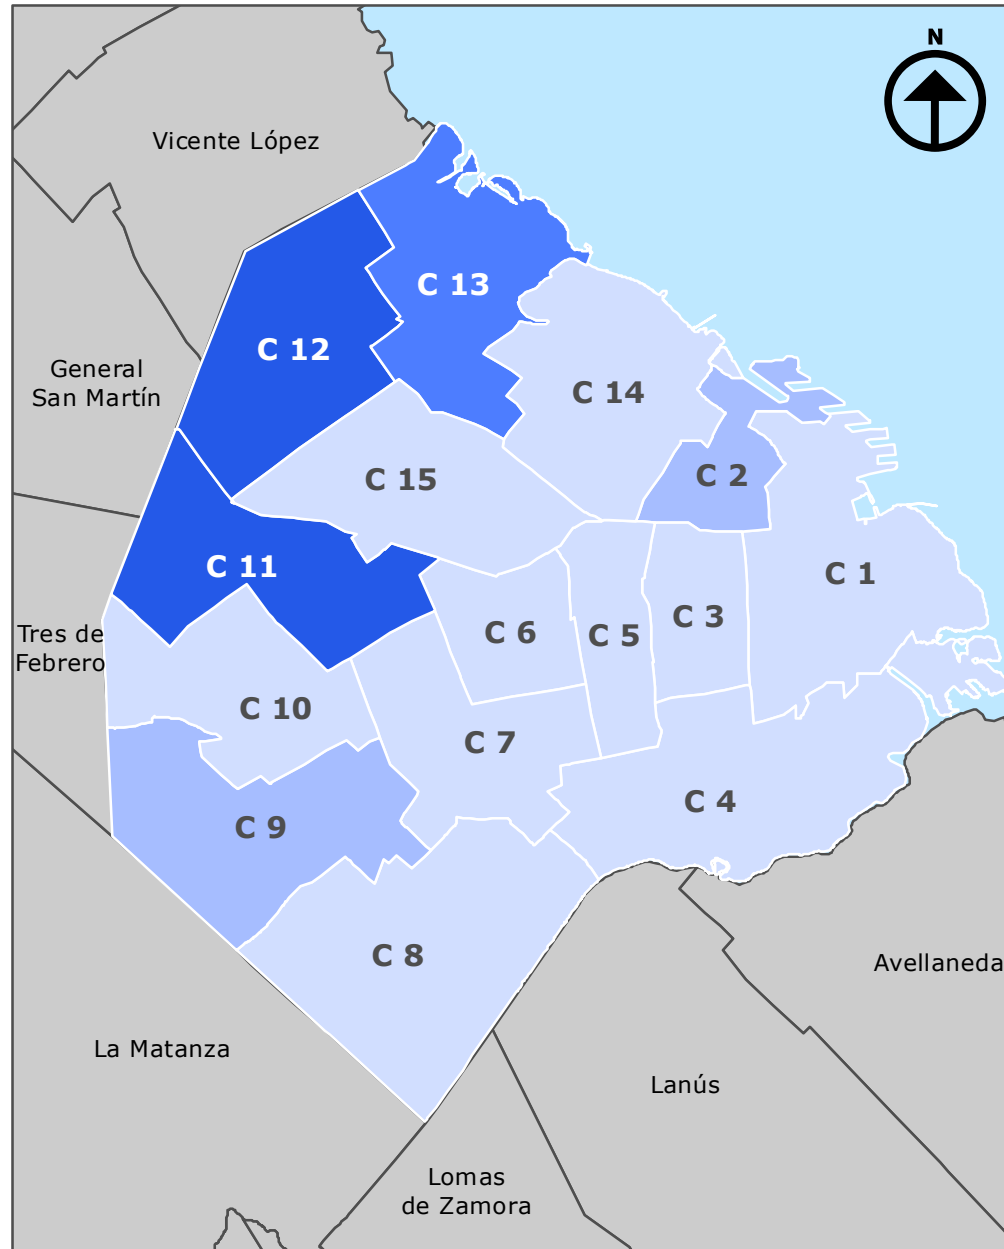 N
Vicente López
C 13
C 12
General
San Martín
C 14
C 15
C 2
C 11
C 1
C 3
C 6
C 5
Tres de
Febrero
C 10
C 7
C 4
C 9
C 8
Avellaneda
La Matanza
Lanús
Lomas
de Zamora